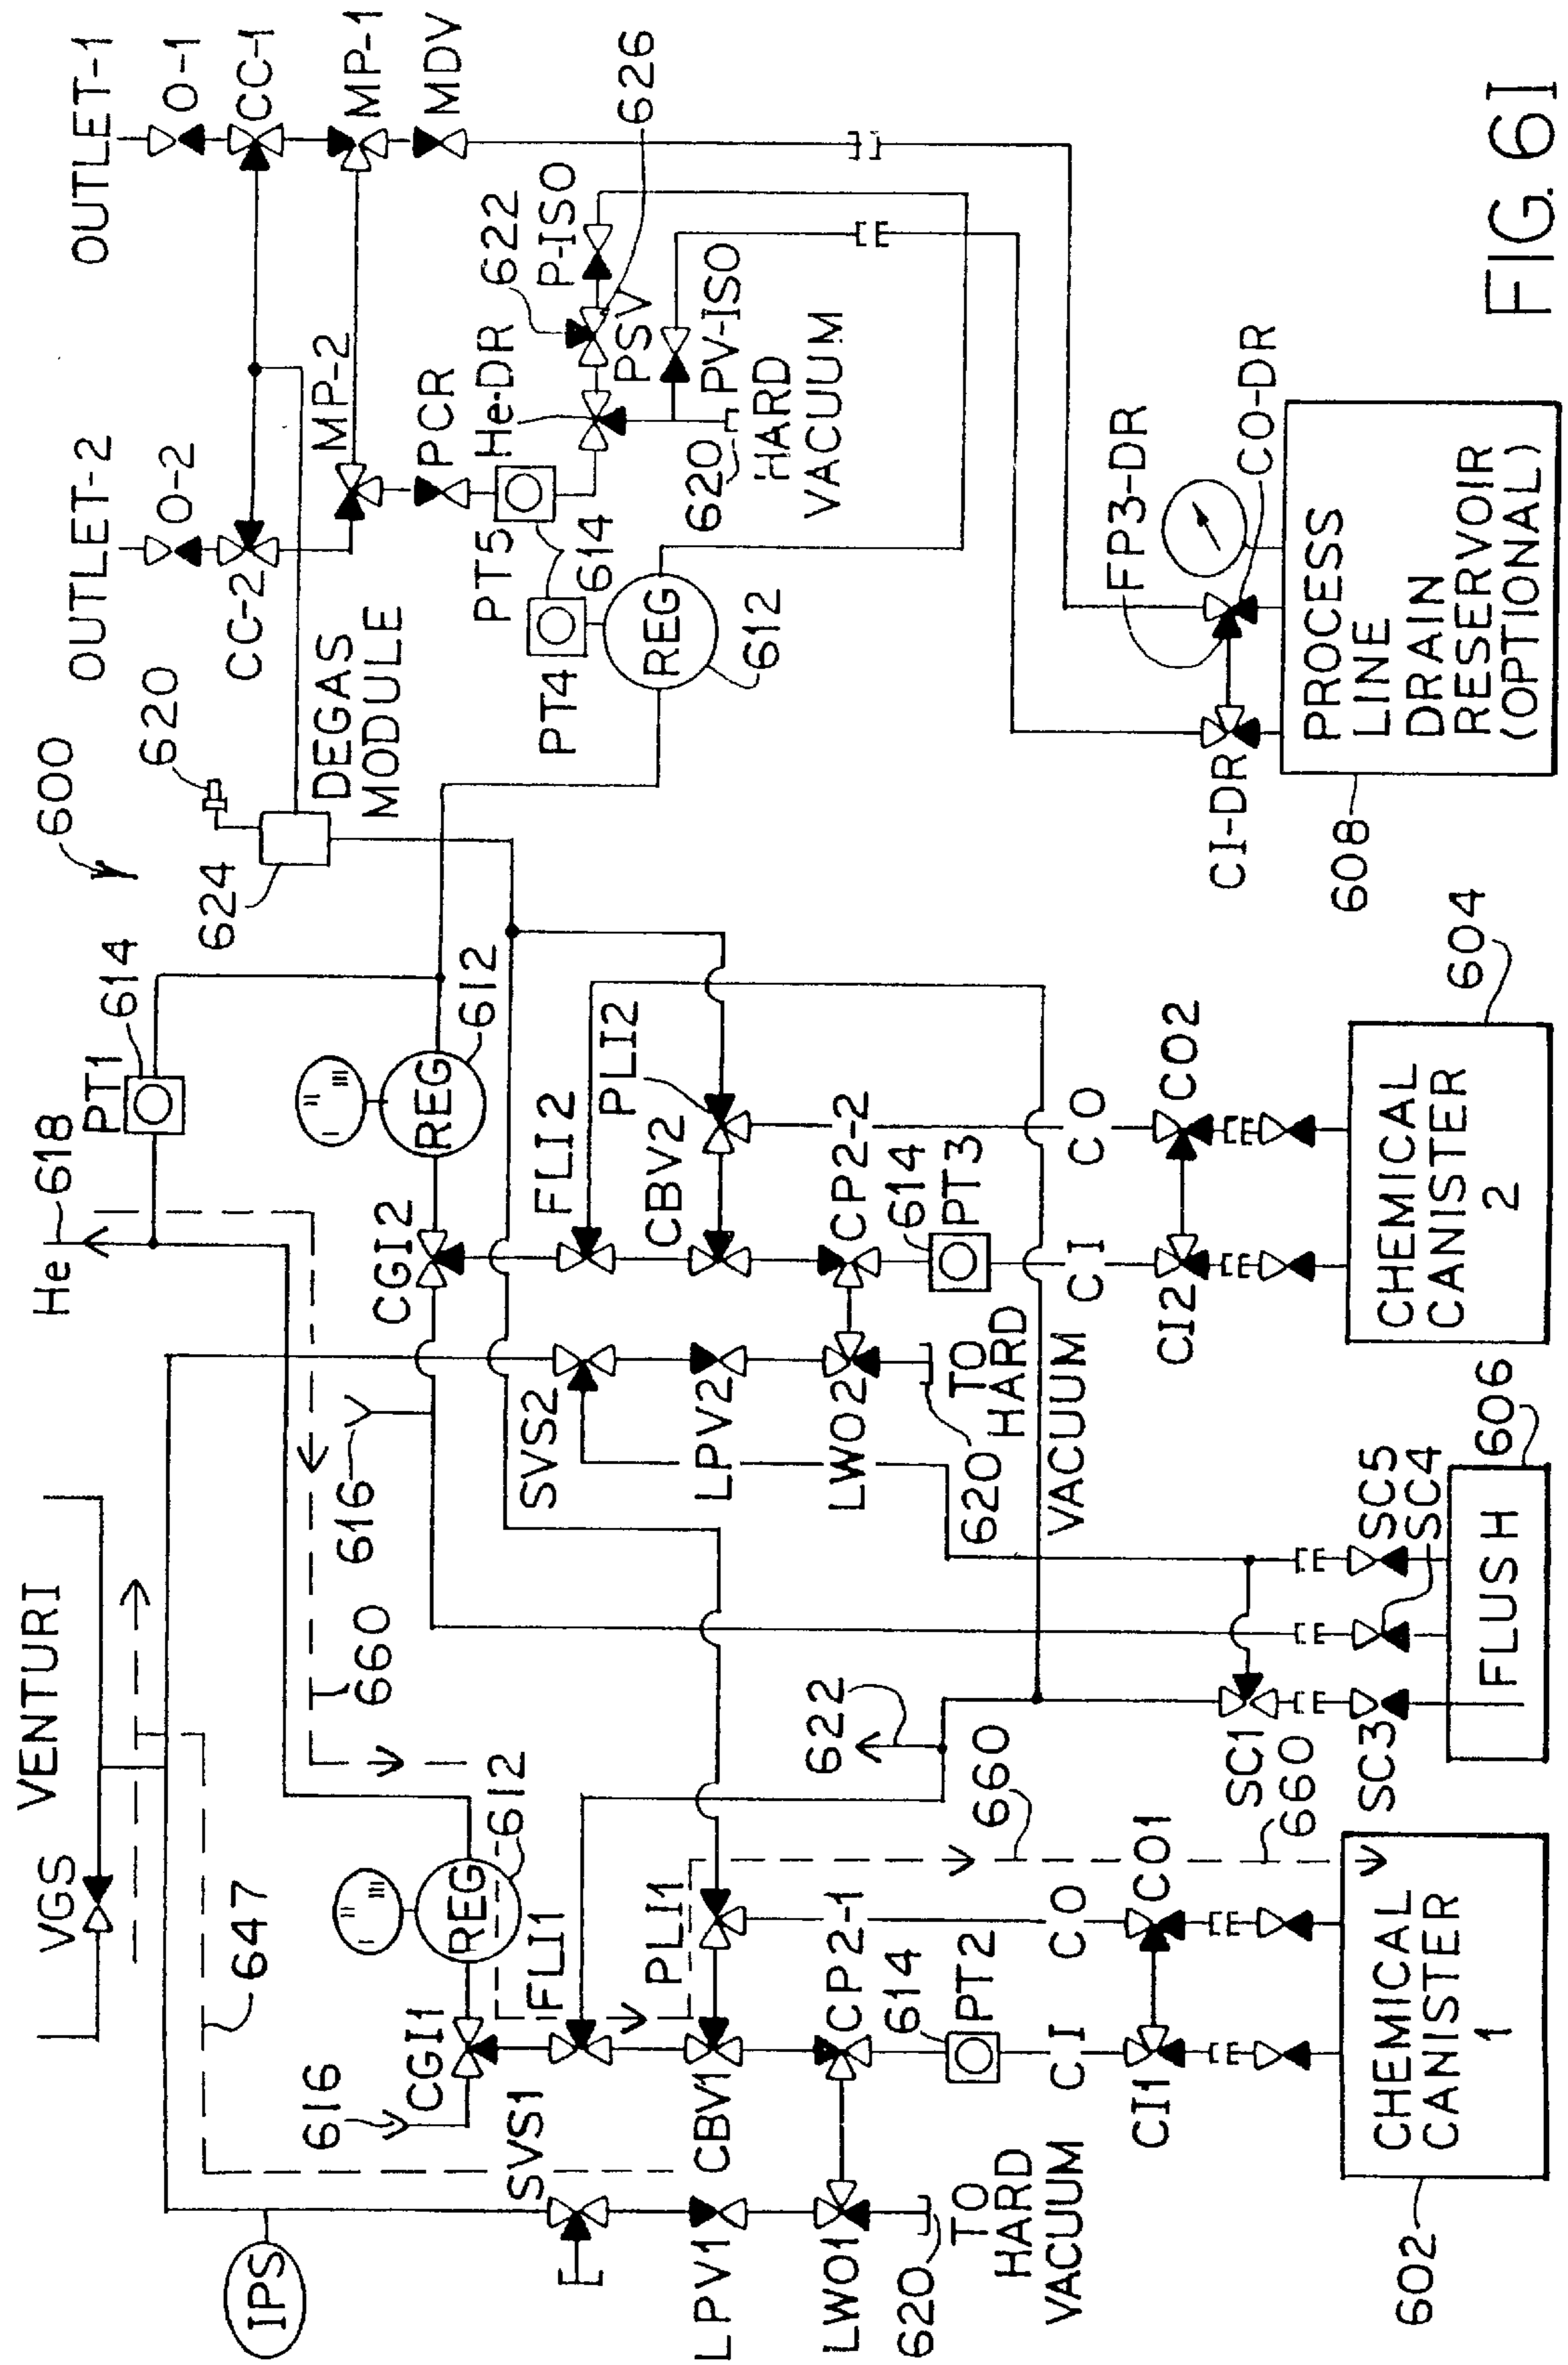 VGS
VENTURI
IPS
647
616
660
He
618
PT1
614
600
620
624
DEGAS
MODULE
OUTLET-2
O-2
CC-2
MP-2
OUTLET-1
O-1
CC-1
MP-1
MDV
CGI1
REG
612
FLI1
SVS1
LPV1
CBV1
PLI1
LWO1
CP2-1
614
PT2
620
TO
HARD
VACUUM
CI
CO
660
622
CI1
CO1
602
CHEMICAL
CANISTER
1
616
CGI2
REG
612
FLI2
SVS2
LPV2
CBV2
PLI2
LWO2
CP2-2
614
PT3
620
TO
HARD
VACUUM
CI
CO
CI2
CO2
604
CHEMICAL
CANISTER
2
SC1
660
SC3
SC5
SC4
606
FLUSH
PT4
PT5
614
REG
612
PCR
He-DR
622
P-ISO
626
PSV
PV-ISO
620
HARD
VACUUM
CI-DR
FP3-DR
CO-DR
608
PROCESS
LINE
DRAIN
RESERVOIR
(OPTIONAL)
FIG. 6I